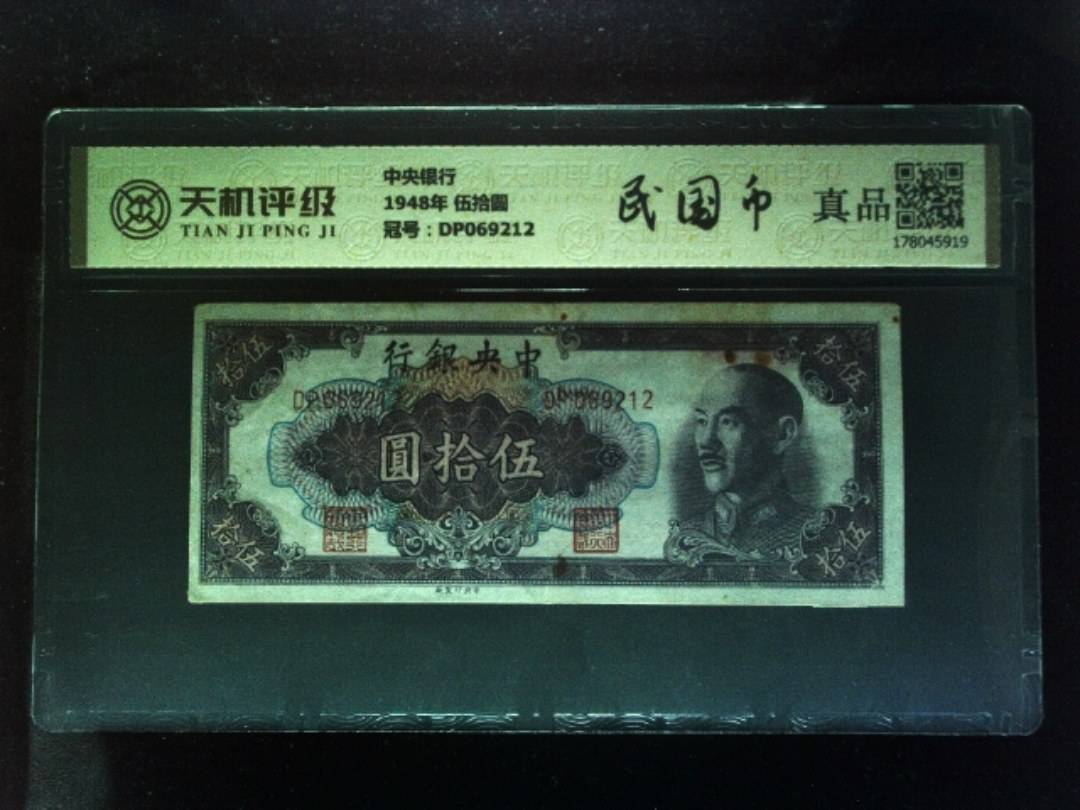 天机评级
TIAN JI PING JI
中央银行
1948年 伍拾圆
冠号：DP069212
民国币
真品
178045919
伍拾
行銀央中
伍拾
DP069212
圓拾伍
伍拾
伍拾